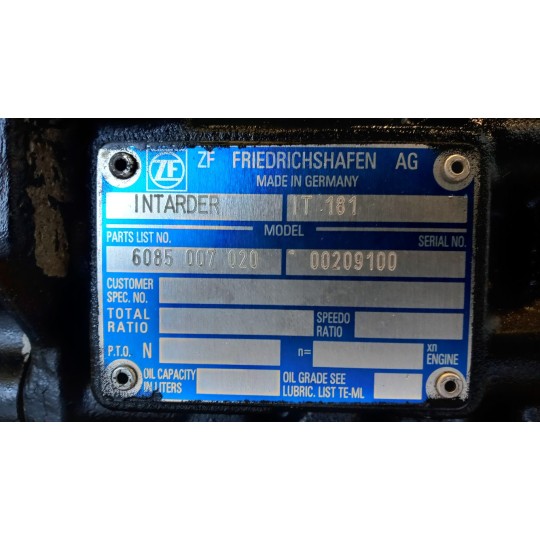 ZF ZF FRIEDRICHSHAFEN AG
MADE IN GERMANY
INTARDER IT 161
MODEL
PARTS LIST NO. SERIAL NO.
6085 007 020 00209100
CUSTOMER
SPEC. NO.
TOTAL
RATIO
SPEEDO
RATIO
P.T.O. N n= xn
ENGINE
OIL CAPACITY
IN LITERS
OIL GRADE SEE
LUBRIC. LIST TE-ML